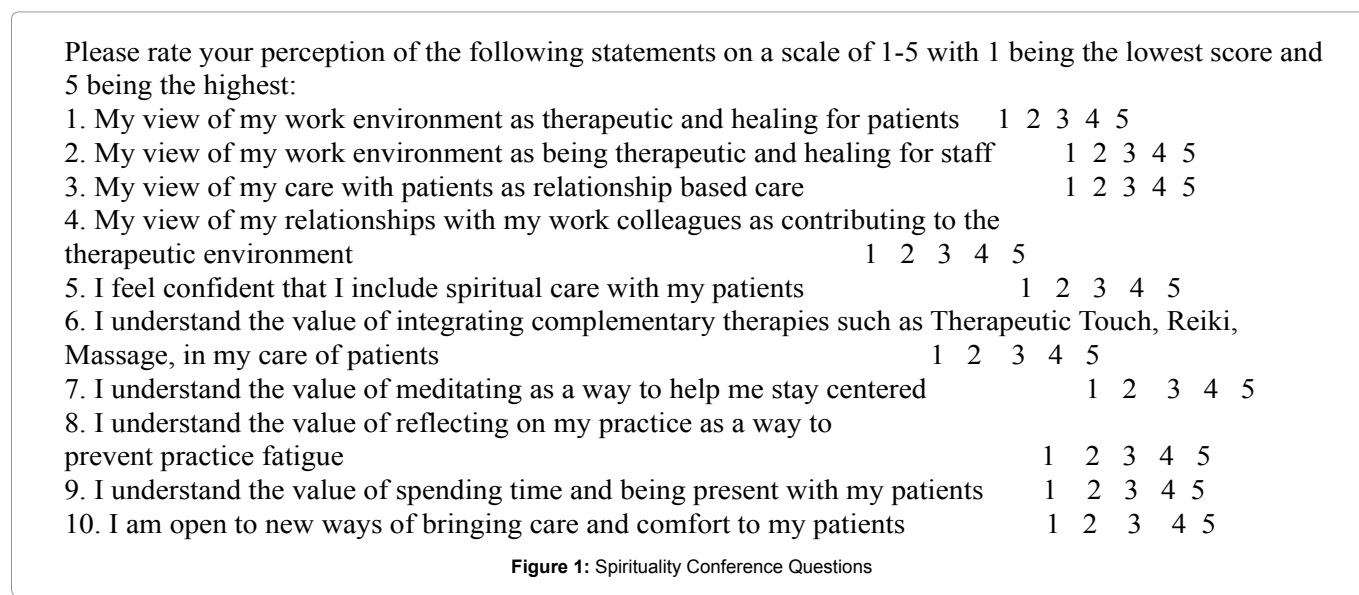 Please rate your perception of the following statements on a scale of 1-5 with 1 being the lowest score and
5 being the highest:
1. My view of my work environment as therapeutic and healing for patients 1 2 3 4 5
2. My view of my work environment as being therapeutic and healing for staff 1 2 3 4 5
3. My view of my care with patients as relationship based care 1 2 3 4 5
4. My view of my relationships with my work colleagues as contributing to the
therapeutic environment 1 2 3 4 5
5. I feel confident that I include spiritual care with my patients 1 2 3 4 5
6. I understand the value of integrating complementary therapies such as Therapeutic Touch, Reiki,
Massage, in my care of patients 1 2 3 4 5
7. I understand the value of meditating as a way to help me stay centered 1 2 3 4 5
8. I understand the value of reflecting on my practice as a way to
prevent practice fatigue 1 2 3 4 5
9. I understand the value of spending time and being present with my patients 1 2 3 4 5
10. I am open to new ways of bringing care and comfort to my patients 1 2 3 4 5
Figure 1: Spirituality Conference Questions